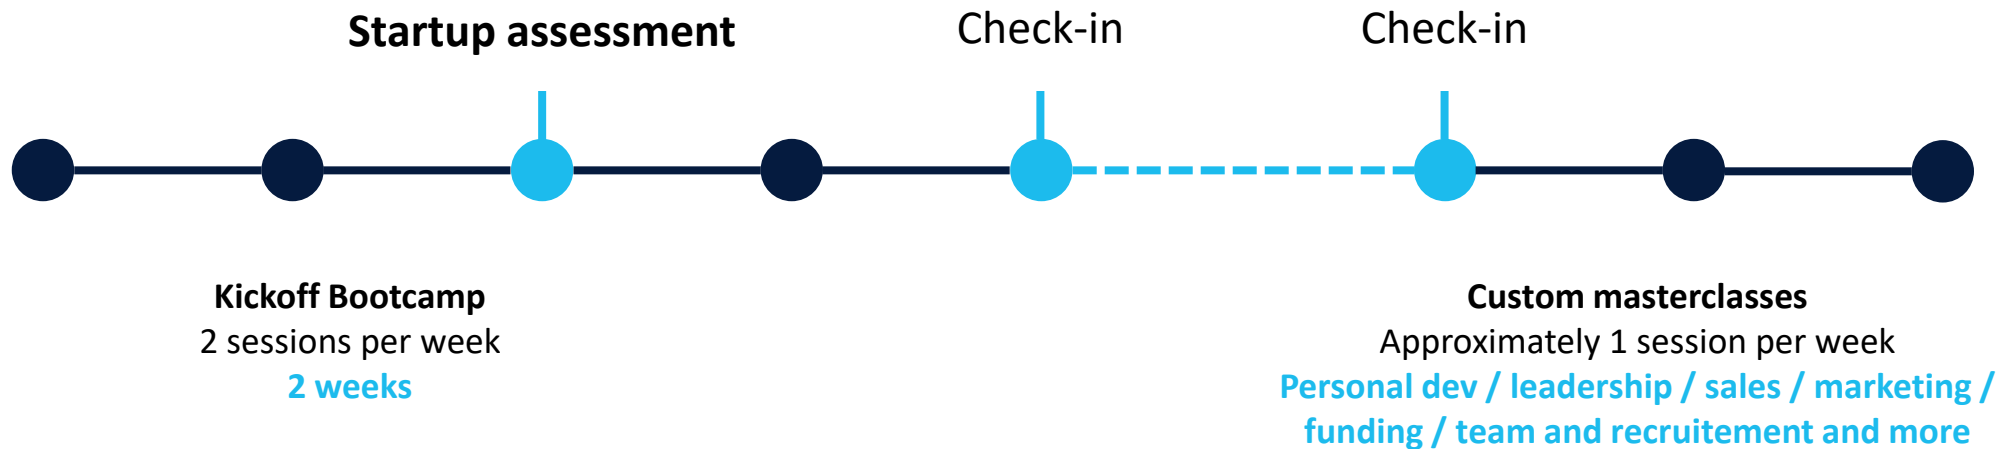 Startup assessment
Check-in
Check-in
Kickoff Bootcamp
2 sessions per week
2 weeks
Custom masterclasses
Approximately 1 session per week
Personal dev / leadership / sales / marketing /
funding / team and recruitement and more